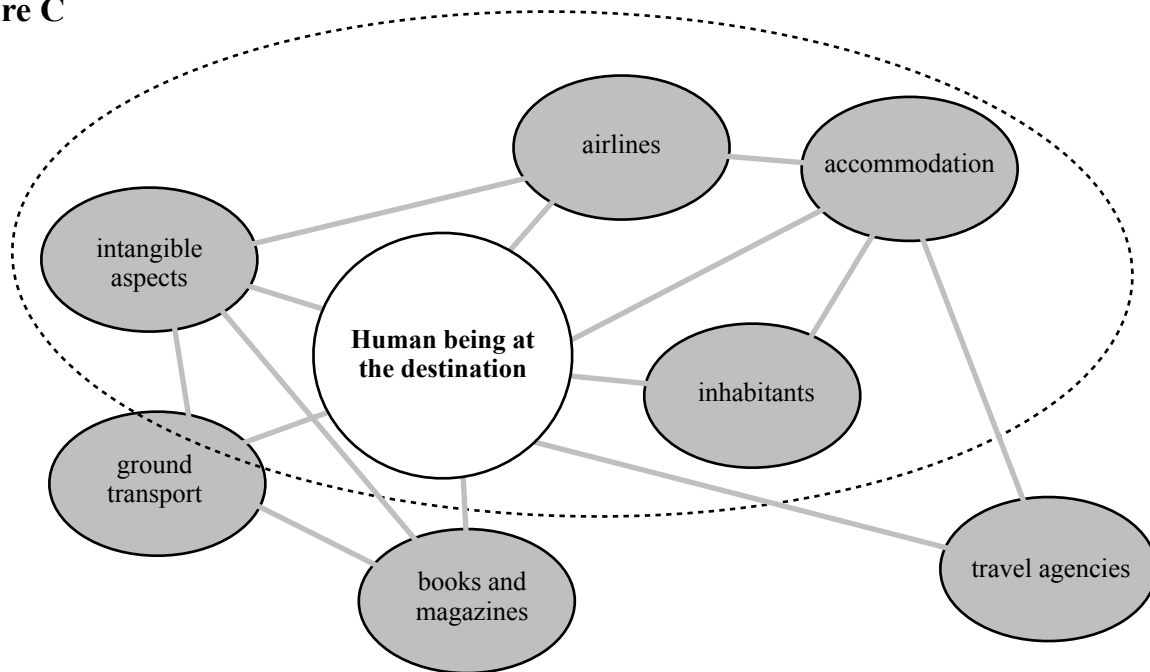 re C
airlines
accommodation
intangible
aspects
Human being at
the destination
inhabitants
ground
transport
books and
magazines
travel agencies